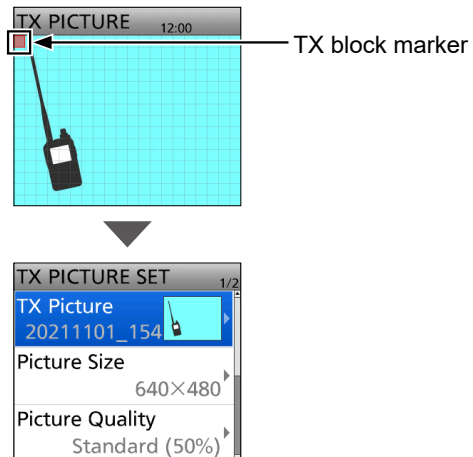 TX PICTURE 12:00
TX block marker
TX PICTURE SET 1/2
TX Picture
20211101_154
Picture Size
640×480
Picture Quality
Standard (50%)